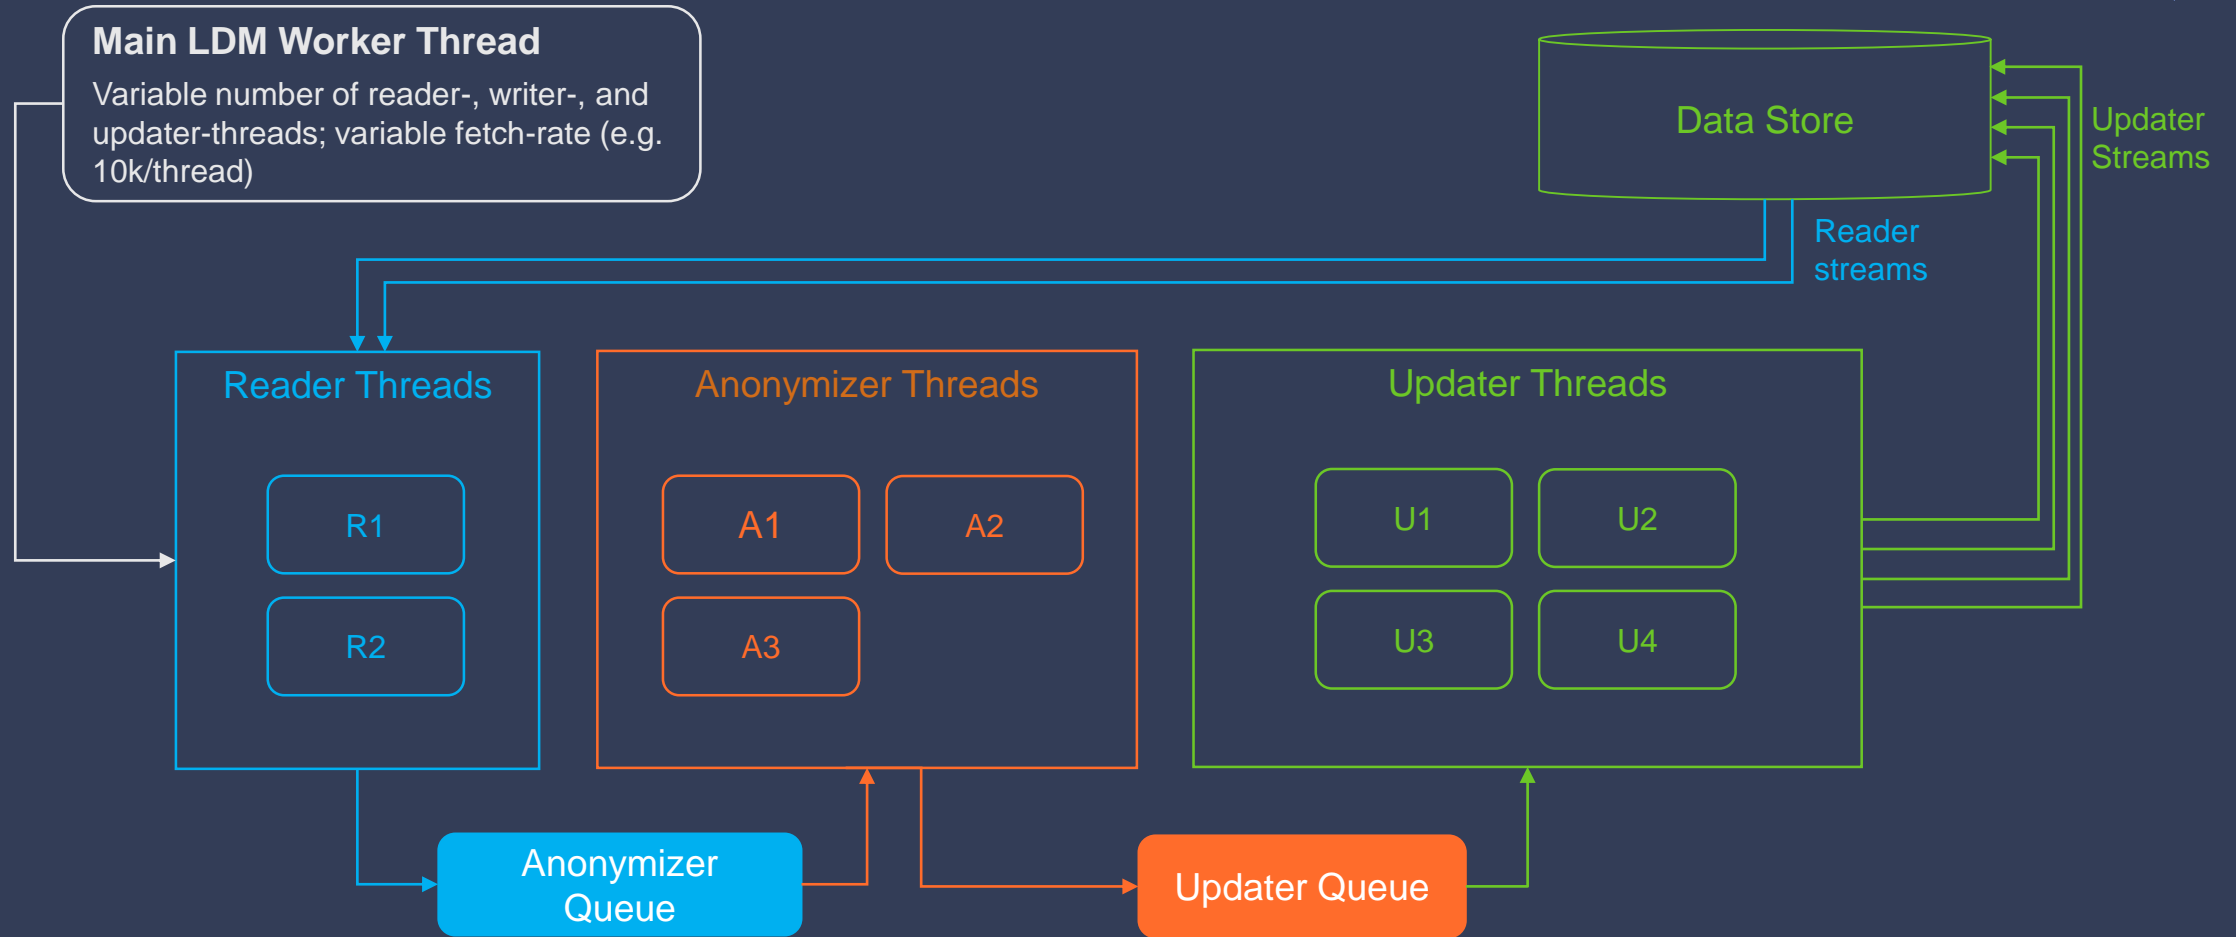 Main LDM Worker Thread
Variable number of reader-, writer-, and
updater-threads; variable fetch-rate (e.g.
10k/thread)
Data Store
Updater
Streams
Reader
streams
Reader Threads
R1
R2
Anonymizer Threads
A1
A2
A3
Updater Threads
U1
U2
U3
U4
Anonymizer
Queue
Updater Queue